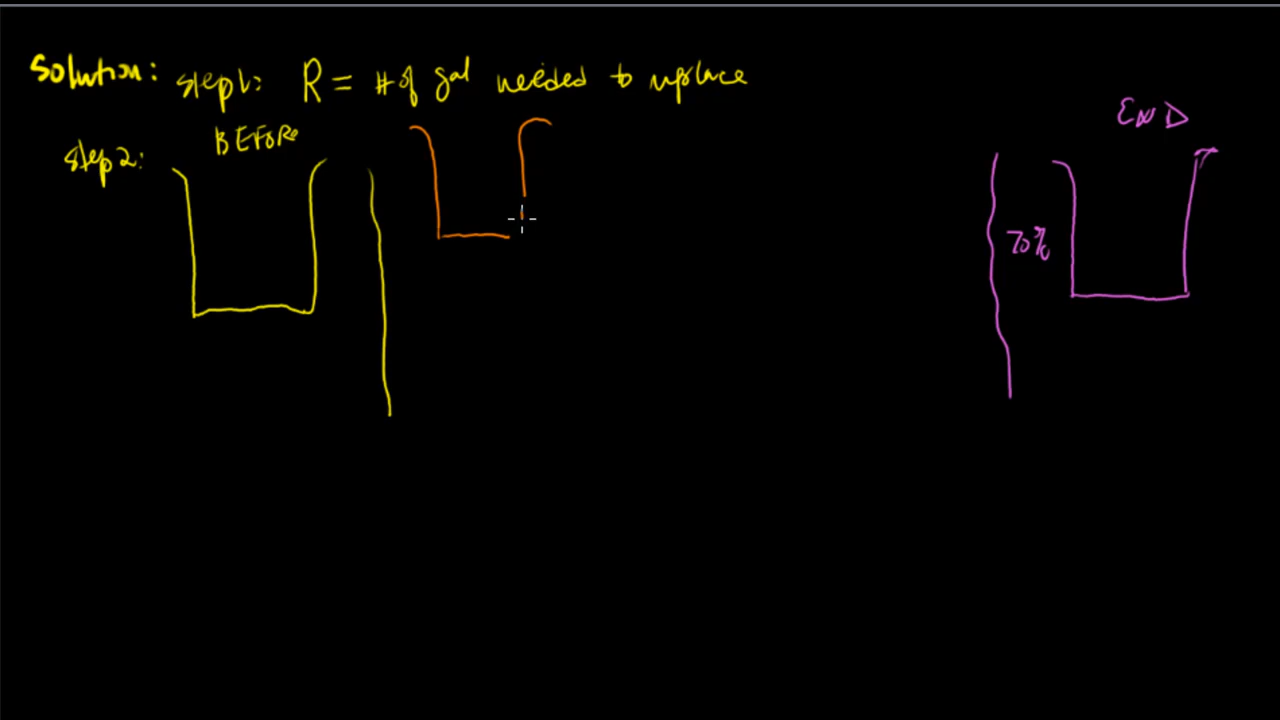 Solution: Step1: R = # of gal needed to replace
Step2: BEFORE
END
70%